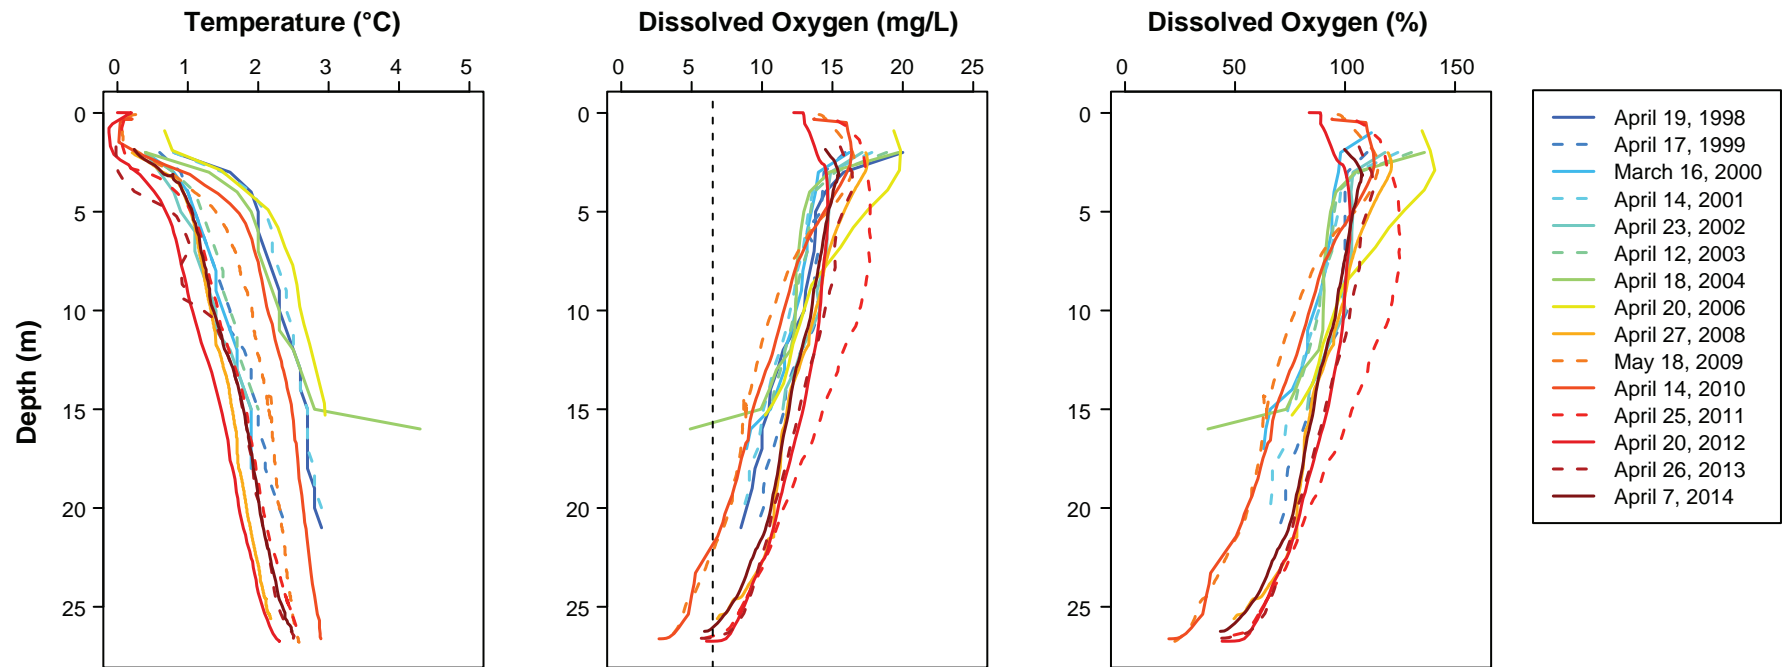 Temperature (°C)
Dissolved Oxygen (mg/L)
Dissolved Oxygen (%)
0 1 2 3 4 5
0 5 10 15 20 25
0 50 100 150
Depth (m)
0
5
10
15
20
25
0
5
10
15
20
25
0
5
10
15
20
25
April 19, 1998
April 17, 1999
March 16, 2000
April 14, 2001
April 23, 2002
April 12, 2003
April 18, 2004
April 20, 2006
April 27, 2008
May 18, 2009
April 14, 2010
April 25, 2011
April 20, 2012
April 26, 2013
April 7, 2014